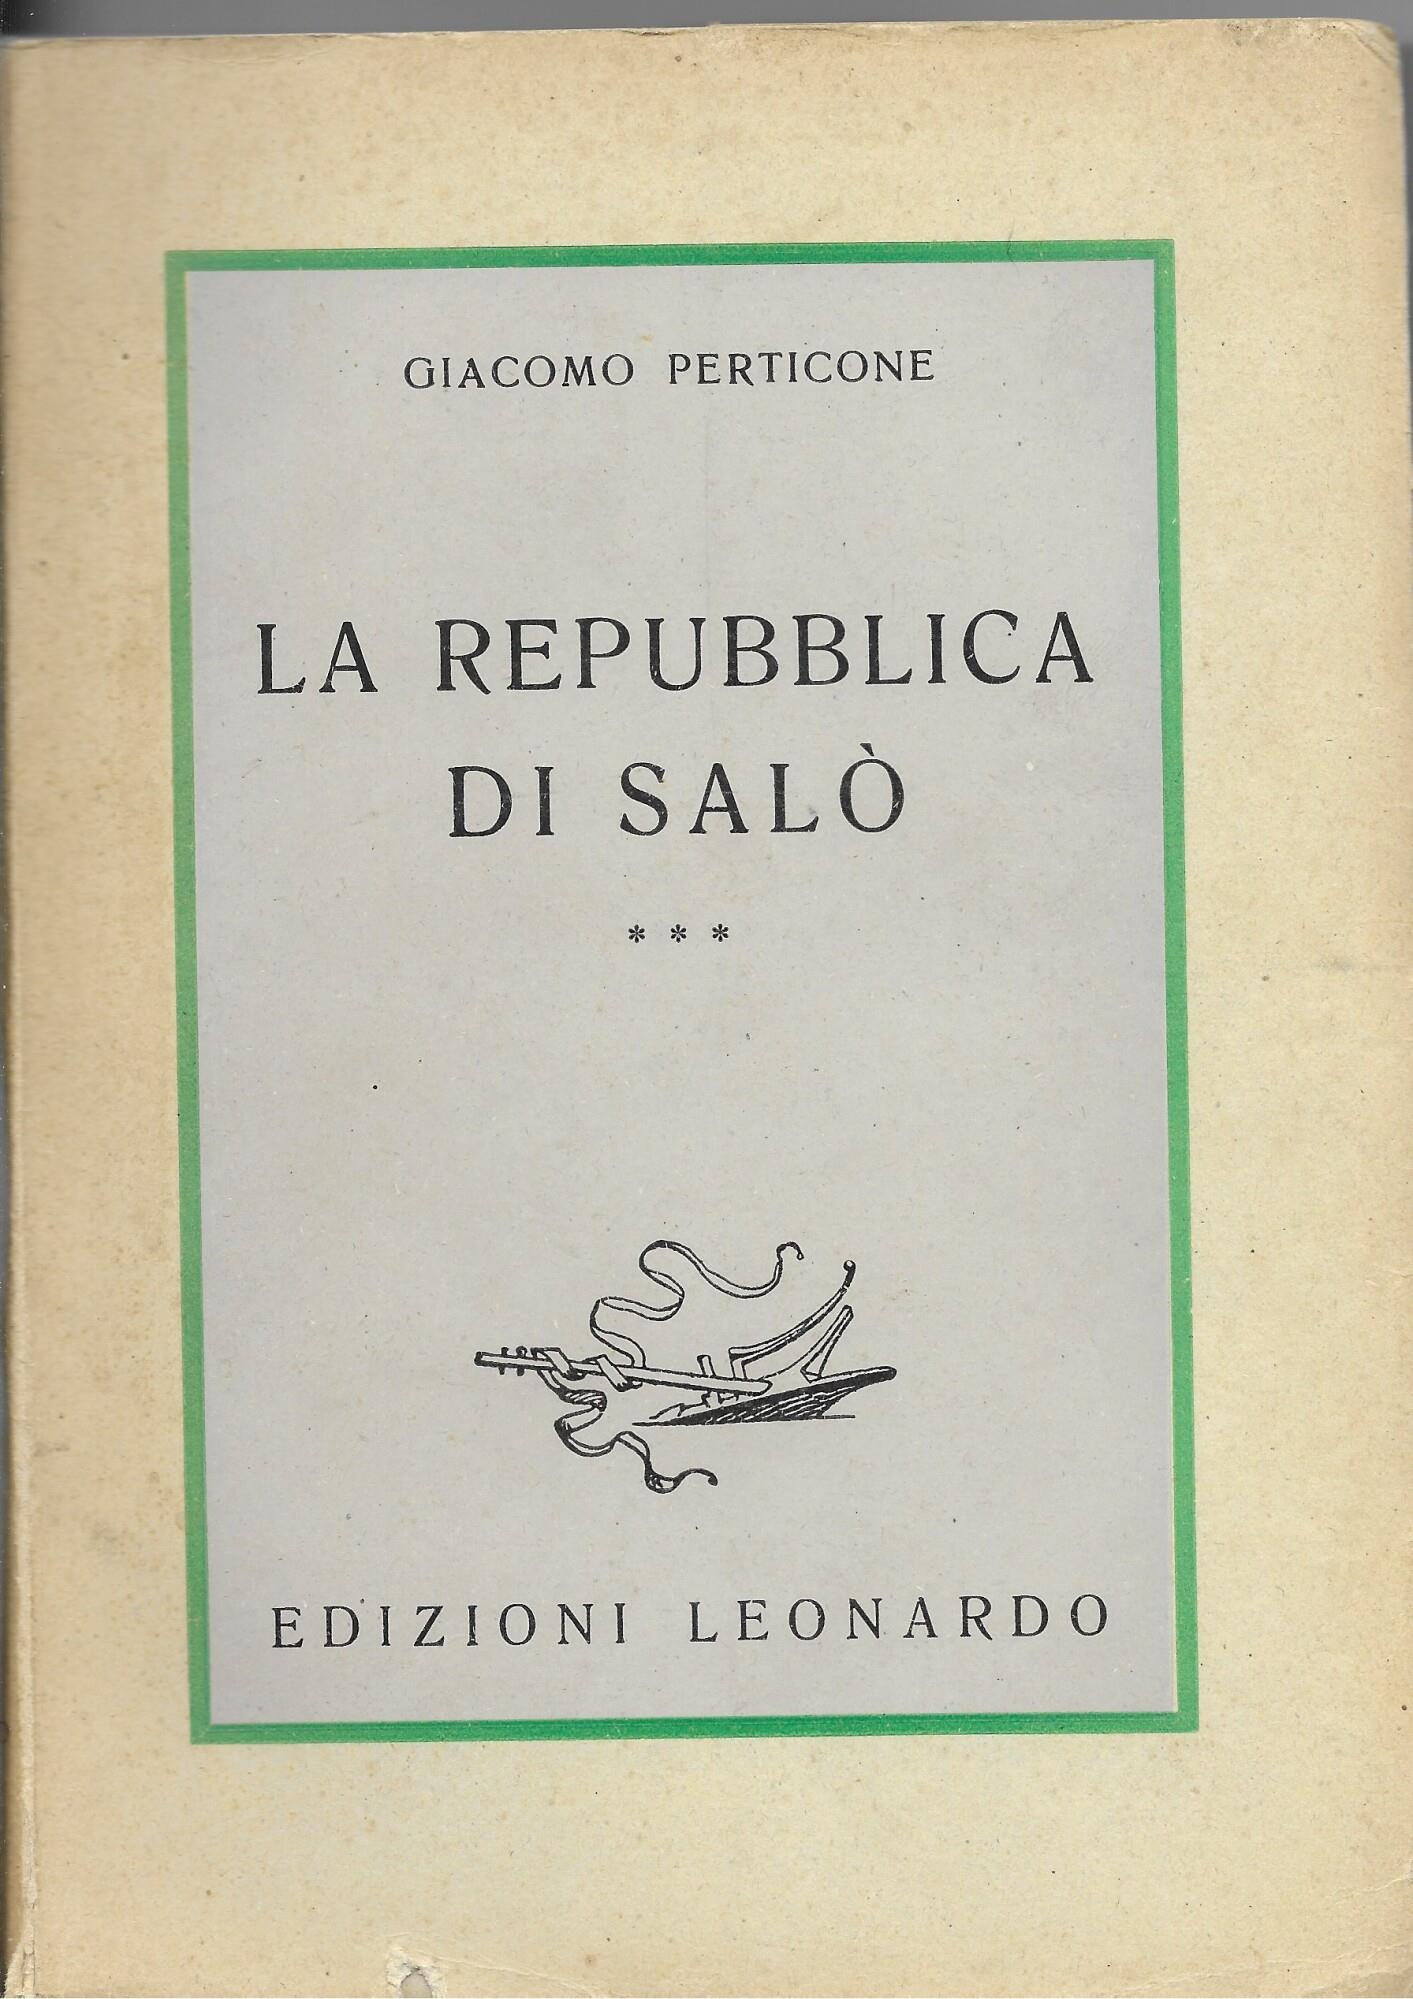 GIACOMO PERTICONE
LA REPUBBLICA
DI SALÒ
* * *
EDIZIONI LEONARDO